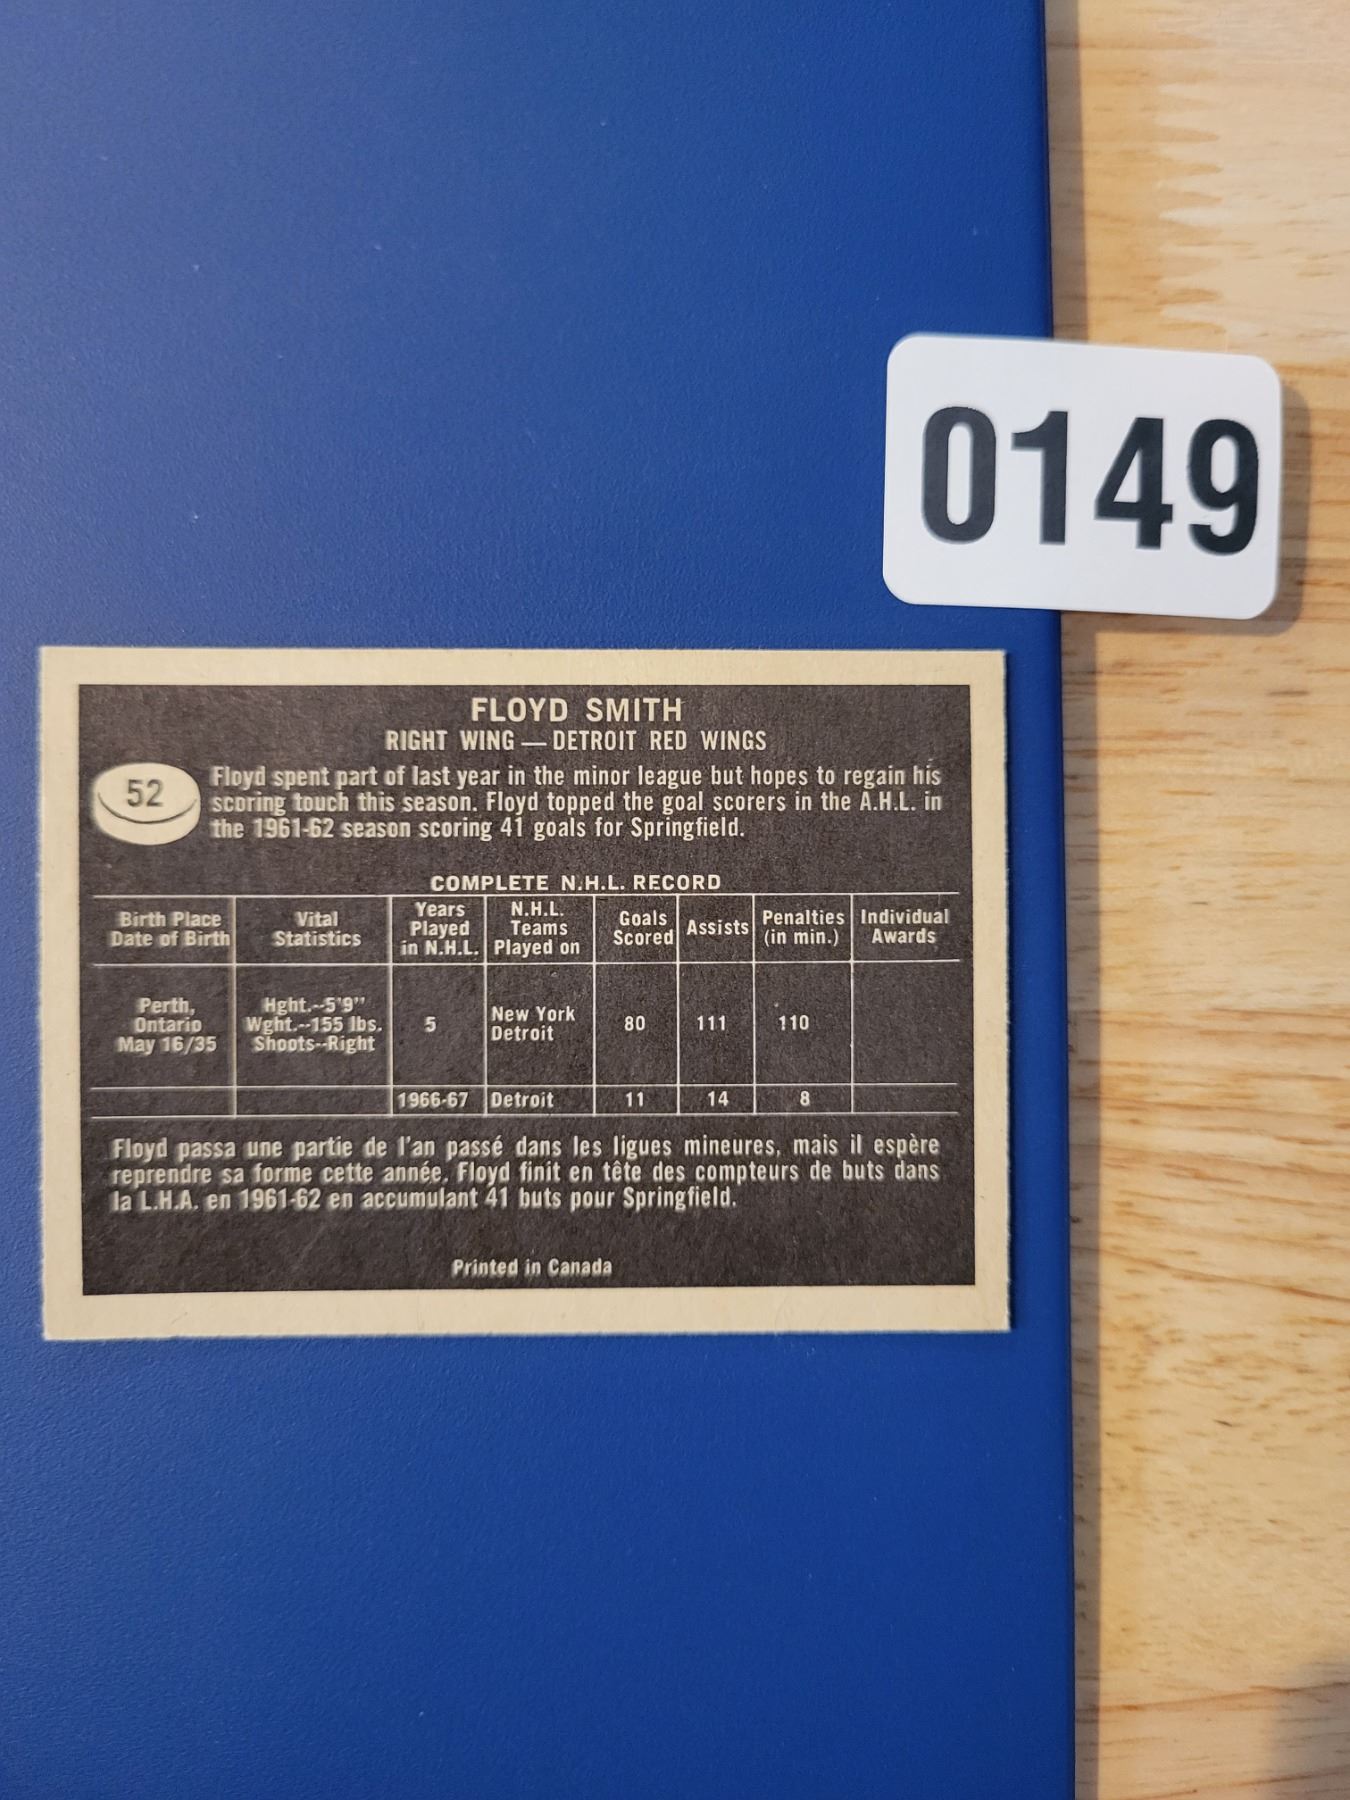 0149
FLOYD SMITH
RIGHT WING — DETROIT RED WINGS
52
Floyd spent part of last year in the minor league but hopes to regain his
scoring touch this season. Floyd topped the goal scorers in the A.H.L. in
the 1961-62 season scoring 41 goals for Springfield.
COMPLETE N.H.L. RECORD
Birth Place
Date of Birth
Vital
Statistics
Years
Played
in N.H.L.
N.H.L.
Teams
Played on
Goals
Scored
Assists
Penalties
(in min.)
Individual
Awards
Perth,
Ontario
May 16/35
Hght.--5'9"
Wght.--155 lbs.
Shoots--Right
5
New York
Detroit
80
111
110
1966-67
Detroit
11
14
8
Floyd passa une partie de l'an passé dans les ligues mineures, mais il espère
reprendre sa forme cette année. Floyd finit en tête des compteurs de buts dans
la L.H.A. en 1961-62 en accumulant 41 buts pour Springfield.
Printed in Canada